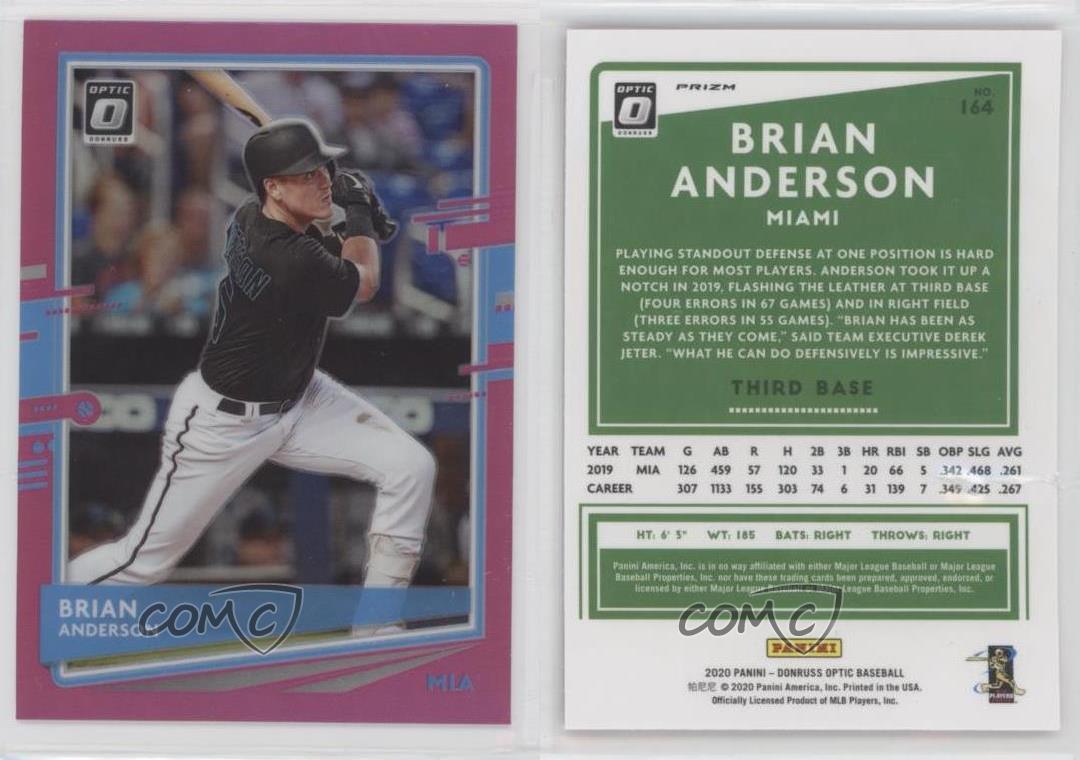 OPTIC
O
DONRUSS
BRIAN
ANDERSON
MIA
COMC
OPTIC
O
DONRUSS
PRIZM
NO.
164
BRIAN
ANDERSON
MIAMI
PLAYING STANDOUT DEFENSE AT ONE POSITION IS HARD
ENOUGH FOR MOST PLAYERS. ANDERSON TOOK IT UP A
NOTCH IN 2019, FLASHING THE LEATHER AT THIRD BASE
(FOUR ERRORS IN 67 GAMES) AND IN RIGHT FIELD
(THREE ERRORS IN 55 GAMES). “BRIAN HAS BEEN AS
STEADY AS THEY COME,” SAID TEAM EXECUTIVE DEREK
JETER. “WHAT HE CAN DO DEFENSIVELY IS IMPRESSIVE.”
THIRD BASE
YEAR TEAM G AB R H 2B 3B HR RBI SB OBP SLG AVG
2019 MIA 126 459 57 120 33 1 20 66 5 .342 .468 .261
CAREER 307 1133 155 303 74 6 31 139 7 .349 .425 .267
HT: 6' 5" WT: 185 BATS: RIGHT THROWS: RIGHT
Panini America, Inc. is in no way affiliated with either Major League Baseball or Major League
Baseball Properties, Inc. nor have these trading cards been prepared, approved, endorsed, or
licensed by either Major League Baseball or Major League Baseball Properties, Inc.
COMC
PANINI
2020 PANINI – DONRUSS OPTIC BASEBALL
帕尼尼 © 2020 Panini America, Inc. Printed in the USA.
Officially Licensed Product of MLB Players, Inc.
PLAYERS